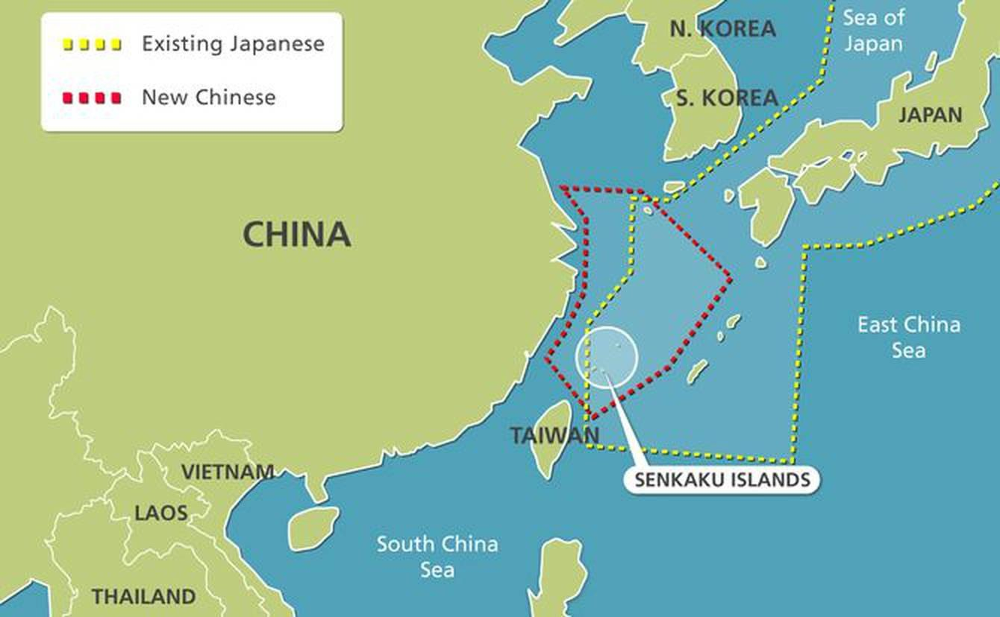 Existing Japanese
New Chinese
N. KOREA
Sea of
Japan
S. KOREA
JAPAN
CHINA
East China
Sea
TAIWAN
SENKAKU ISLANDS
VIETNAM
LAOS
South China
Sea
THAILAND